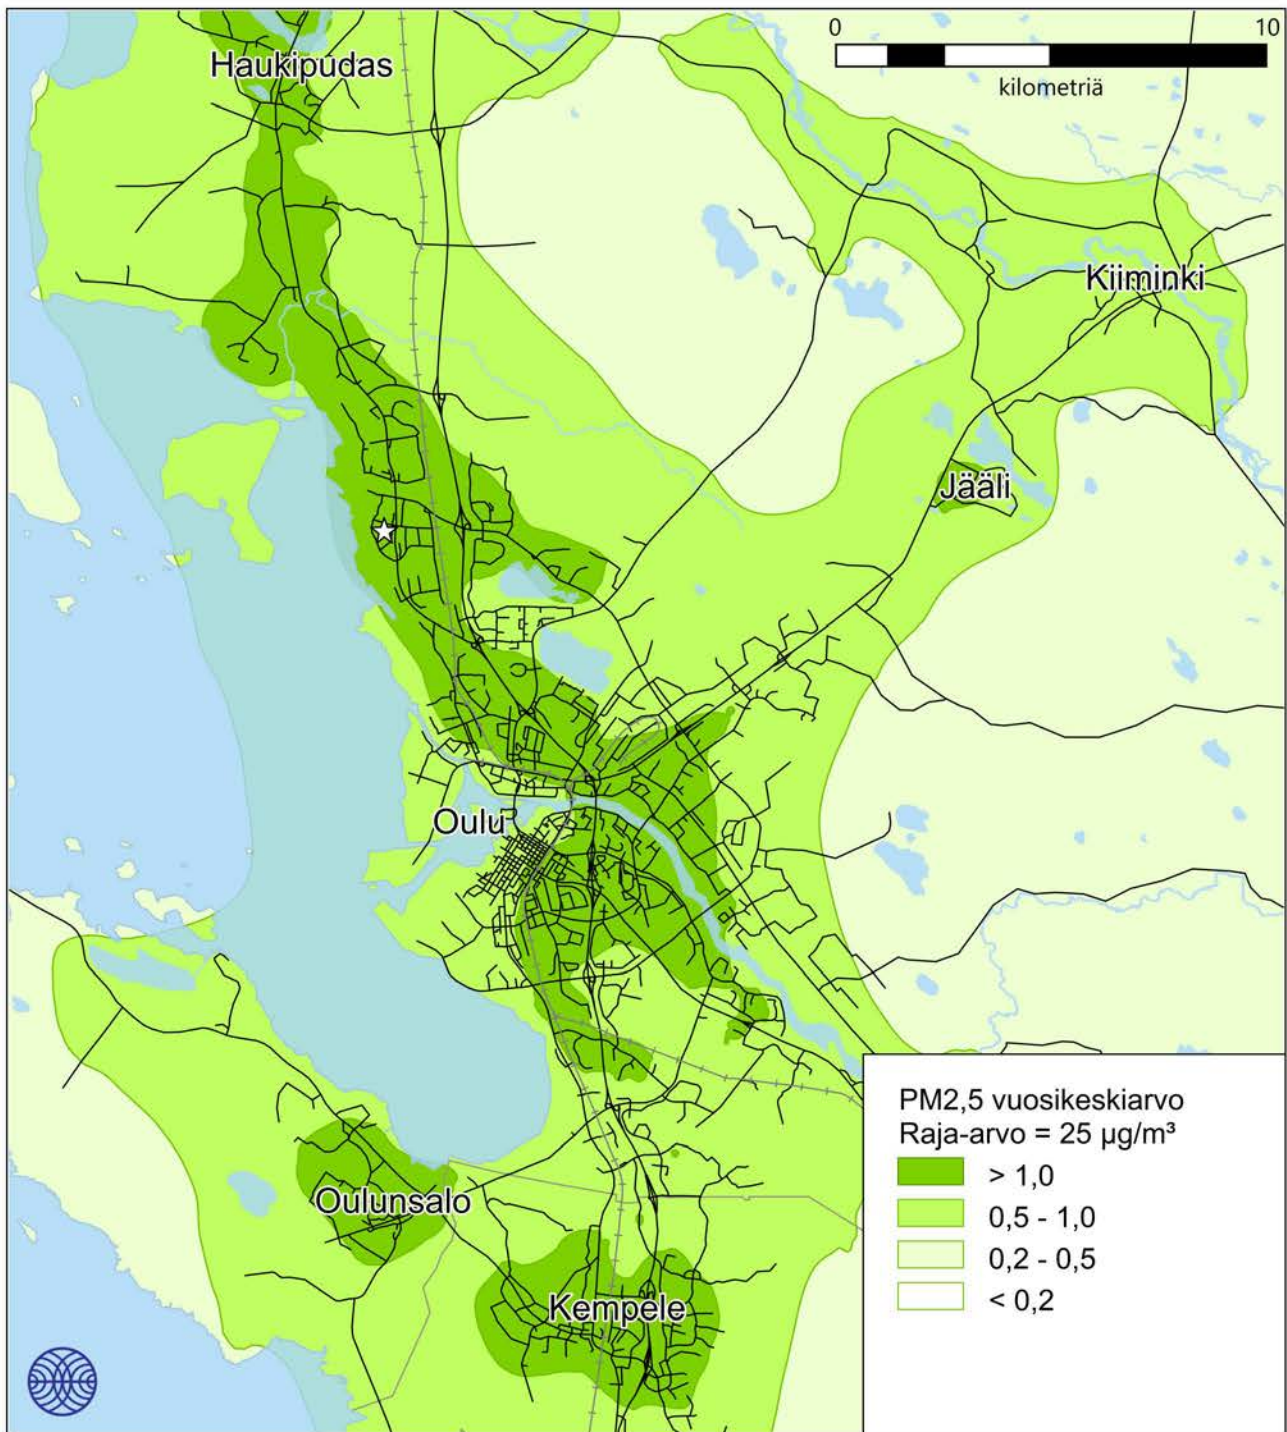 0 10
kilometriä
Haukipudas
Kiiminki
Jääli
Oulu
Oulunsalo
Kempele
PM2,5 vuosikeskiarvo
Raja-arvo = 25 µg/m³
> 1,0
0,5 - 1,0
0,2 - 0,5
< 0,2